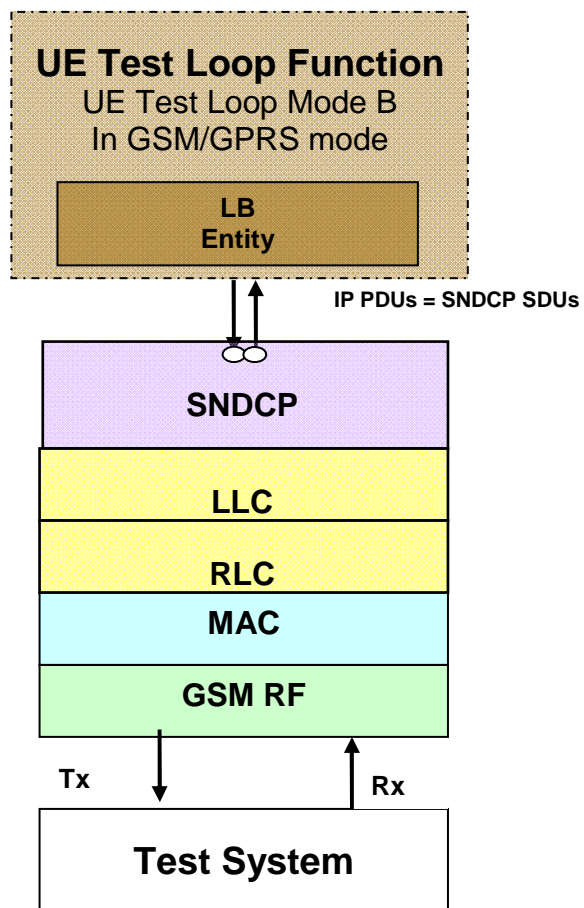 UE Test Loop Function
UE Test Loop Mode B
In GSM/GPRS mode
LB
Entity
IP PDUs = SNDCP SDUs
SNDCP
LLC
RLC
MAC
GSM RF
Tx
Rx
Test System